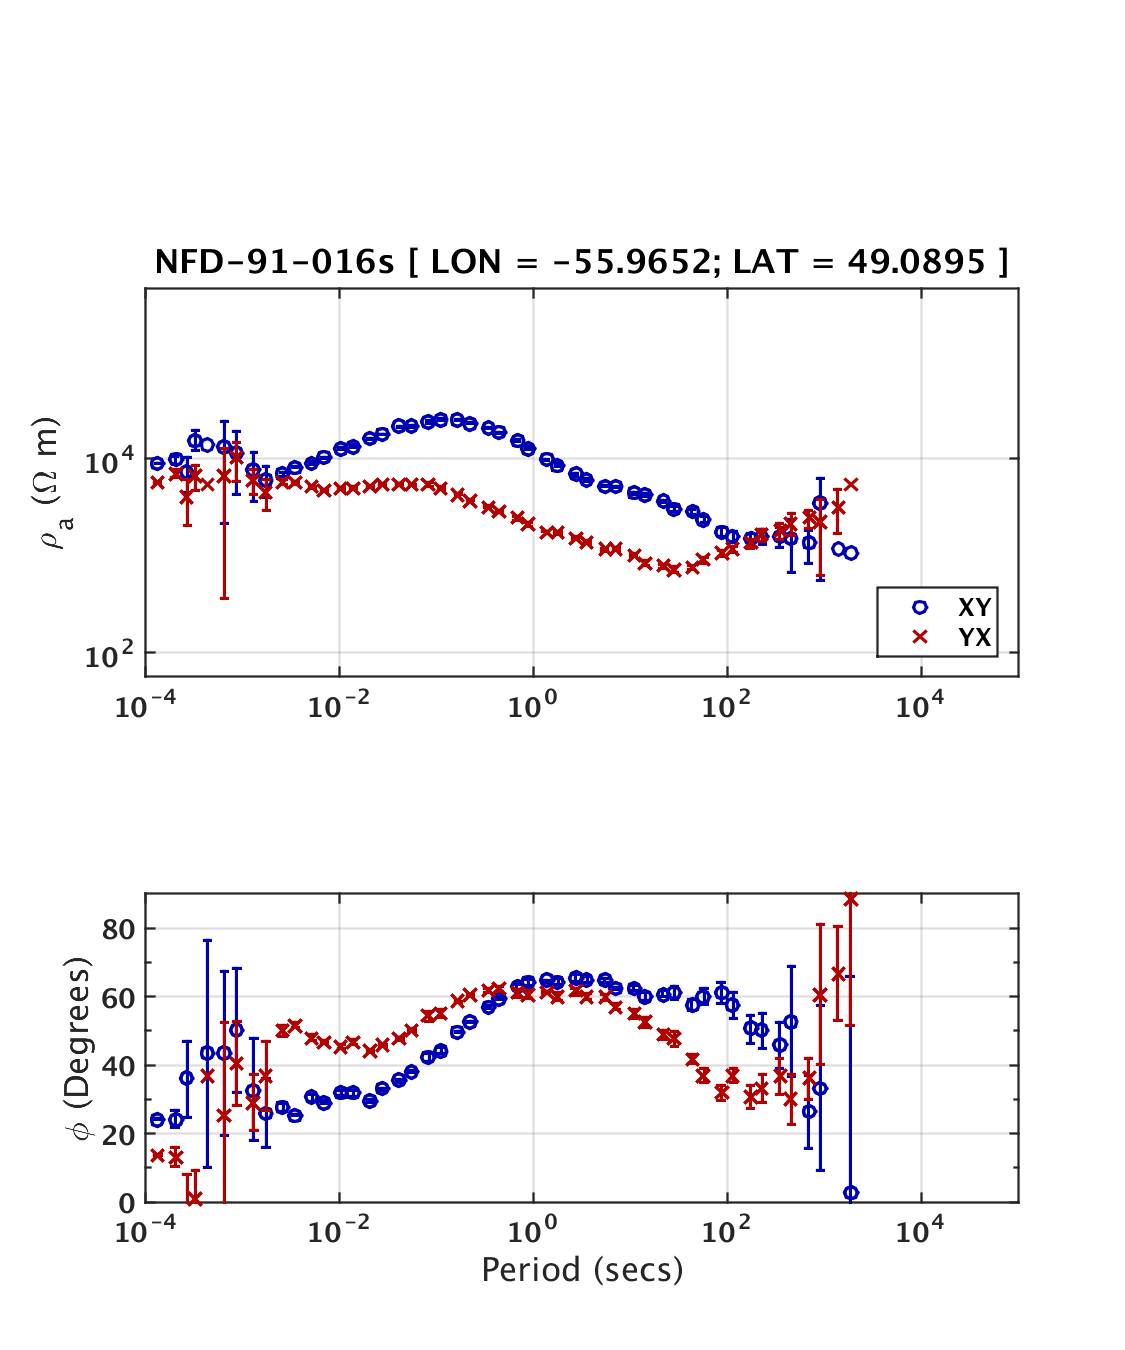 NFD-91-016s [ LON = -55.9652; LAT = 49.0895 ]
ρa (Ω m)
10^4
10^2
XY
YX
10^-4 10^-2 10^0 10^2 10^4
ϕ (Degrees)
80
60
40
20
0
10^-4 10^-2 10^0 10^2 10^4
Period (secs)